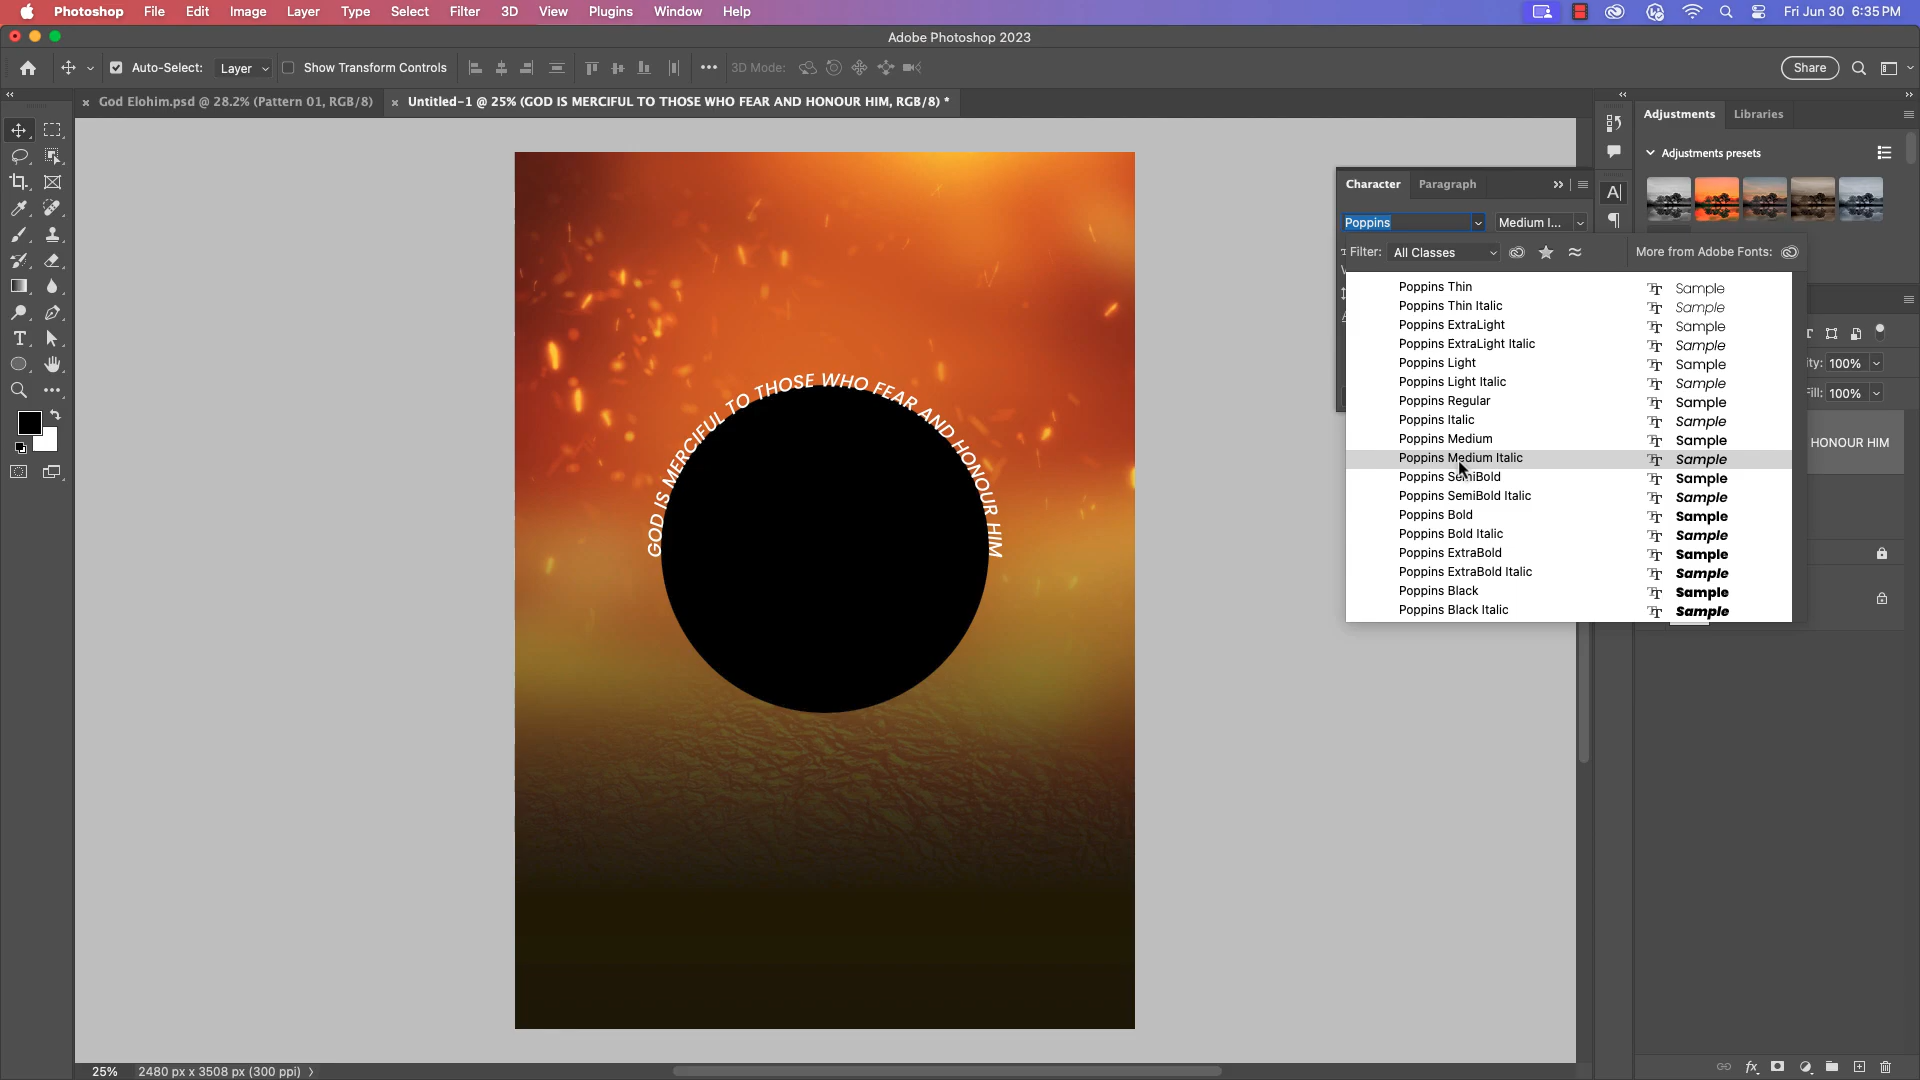 Photoshop File Edit Image Layer Type Select Filter 3D View Plugins Window Help Fri Jun 30 6:35 PM
Adobe Photoshop 2023
Auto-Select: Layer Show Transform Controls 3D Mode: Share
God Elohim.psd @ 28.2% (Pattern 01, RGB/8) Untitled-1 @ 25% (GOD IS MERCIFUL TO THOSE WHO FEAR AND HONOUR HIM, RGB/8) *
Adjustments Libraries
Adjustments presets
Character Paragraph
Poppins Medium I...
Filter: All Classes More from Adobe Fonts:
Poppins Thin Sample
Poppins Thin Italic Sample
Poppins ExtraLight Sample
Poppins ExtraLight Italic Sample
Poppins Light Sample
Poppins Light Italic Sample
Poppins Regular Sample
Poppins Italic Sample
Poppins Medium Sample
Poppins Medium Italic Sample
Poppins SemiBold Sample
Poppins SemiBold Italic Sample
Poppins Bold Sample
Poppins Bold Italic Sample
Poppins ExtraBold Sample
Poppins ExtraBold Italic Sample
Poppins Black Sample
Poppins Black Italic Sample
ity: 100%
Fill: 100%
HONOUR HIM
GOD IS MERCIFUL TO THOSE WHO FEAR AND HONOUR HIM
25% 2480 px x 3508 px (300 ppi)